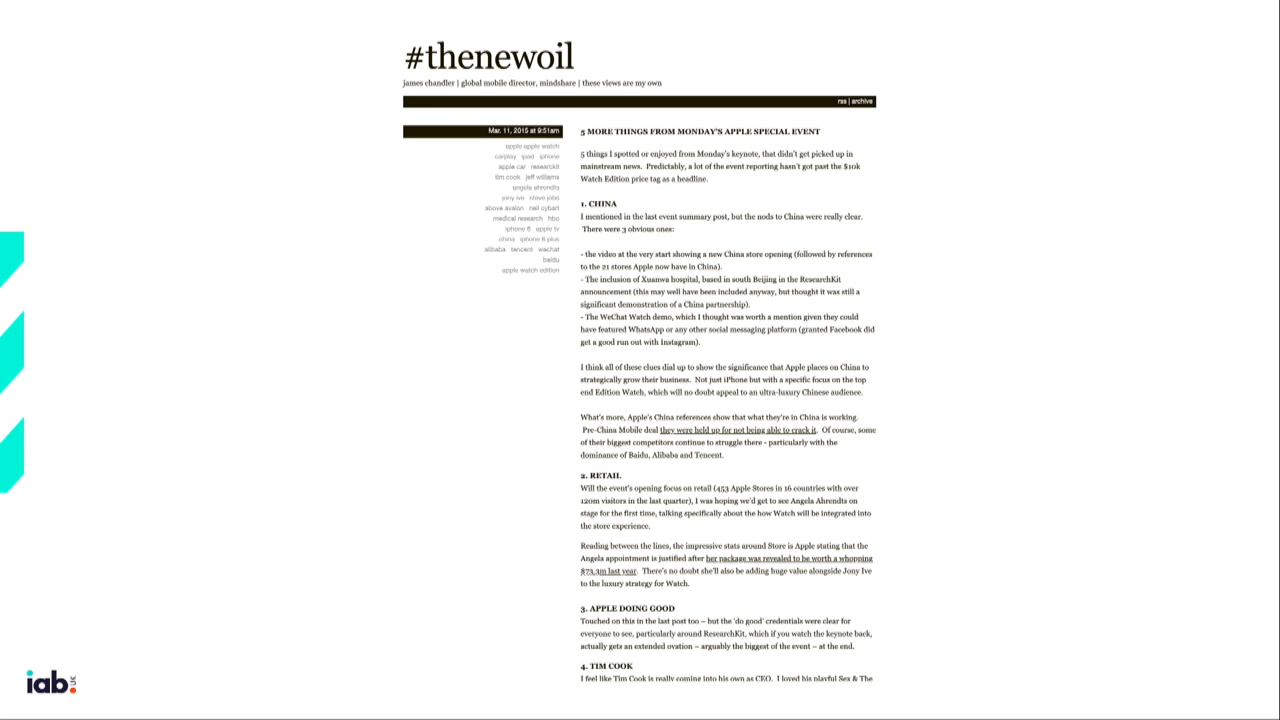 #thenewoil
james chandler | global mobile director, mindshare | these views are my own
rss | archive
Mar. 11, 2015 at 9:51am
apple apple watch
carplay ipad iphone
apple car researckit
tim cook jeff williams
angela ahrendts
jony ive steve jobs
above avalon neil cybart
medical research hbo
iphone 6 apple tv
china iphone 6 plus
alibaba tencent wechat
baidu
apple watch edition
5 MORE THINGS FROM MONDAY'S APPLE SPECIAL EVENT
5 things I spotted or enjoyed from Monday's keynote, that didn't get picked up in
mainstream news. Predictably, a lot of the event reporting hasn't got past the $10k
Watch Edition price tag as a headline.
1. CHINA
I mentioned in the last event summary post, but the nods to China were really clear.
There were 3 obvious ones:
- the video at the very start showing a new China store opening (followed by references
to the 21 stores Apple now have in China).
- The inclusion of Xuanwa hospital, based in south Beijing in the ResearchKit
announcement (this may well have been included anyway, but thought it was still a
significant demonstration of a China partnership).
- The WeChat Watch demo, which I thought was worth a mention given they could
have featured WhatsApp or any other social messaging platform (granted Facebook did
get a good run out with Instagram).
I think all of these clues dial up to show the significance that Apple places on China to
strategically grow their business. Not just iPhone but with a specific focus on the top
end Edition Watch, which will no doubt appeal to an ultra-luxury Chinese audience.
What's more, Apple's China references show that what they're in China is working.
Pre-China Mobile deal they were held up for not being able to crack it. Of course, some
of their biggest competitors continue to struggle there - particularly with the
dominance of Baidu, Alibaba and Tencent.
2. RETAIL
Will the event's opening focus on retail (453 Apple Stores in 16 countries with over
120m visitors in the last quarter), I was hoping we'd get to see Angela Ahrendts on
stage for the first time, talking specifically about the how Watch will be integrated into
the store experience.
Reading between the lines, the impressive stats around Store is Apple stating that the
Angela appointment is justified after her package was revealed to be worth a whopping
$73.3m last year. There's no doubt she'll also be adding huge value alongside Jony Ive
to the luxury strategy for Watch.
3. APPLE DOING GOOD
Touched on this in the last post too – but the 'do good' credentials were clear for
everyone to see, particularly around ResearchKit, which if you watch the keynote back,
actually gets an extended ovation – arguably the biggest of the event – at the end.
4. TIM COOK
I feel like Tim Cook is really coming into his own as CEO. I loved his playful Sex & The
iab:
UK